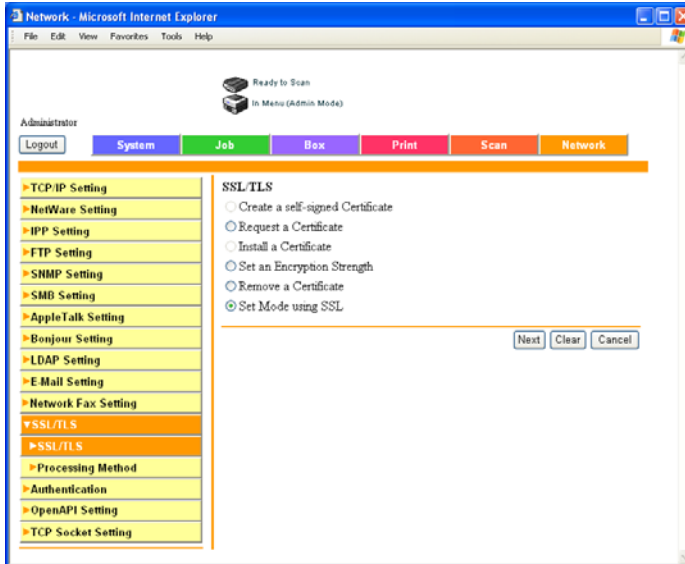 Network - Microsoft Internet Explorer
File Edit View Favorites Tools Help
Ready to Scan
In Menu (Admin Mode)
Administrator
Logout System Job Box Print Scan Network
TCP/IP Setting
NetWare Setting
IPP Setting
FTP Setting
SNMP Setting
SMB Setting
AppleTalk Setting
Bonjour Setting
LDAP Setting
E-Mail Setting
Network Fax Setting
SSL/TLS
SSL/TLS
Processing Method
Authentication
OpenAPI Setting
TCP Socket Setting
SSL/TLS
Create a self-signed Certificate
Request a Certificate
Install a Certificate
Set an Encryption Strength
Remove a Certificate
Set Mode using SSL
Next Clear Cancel